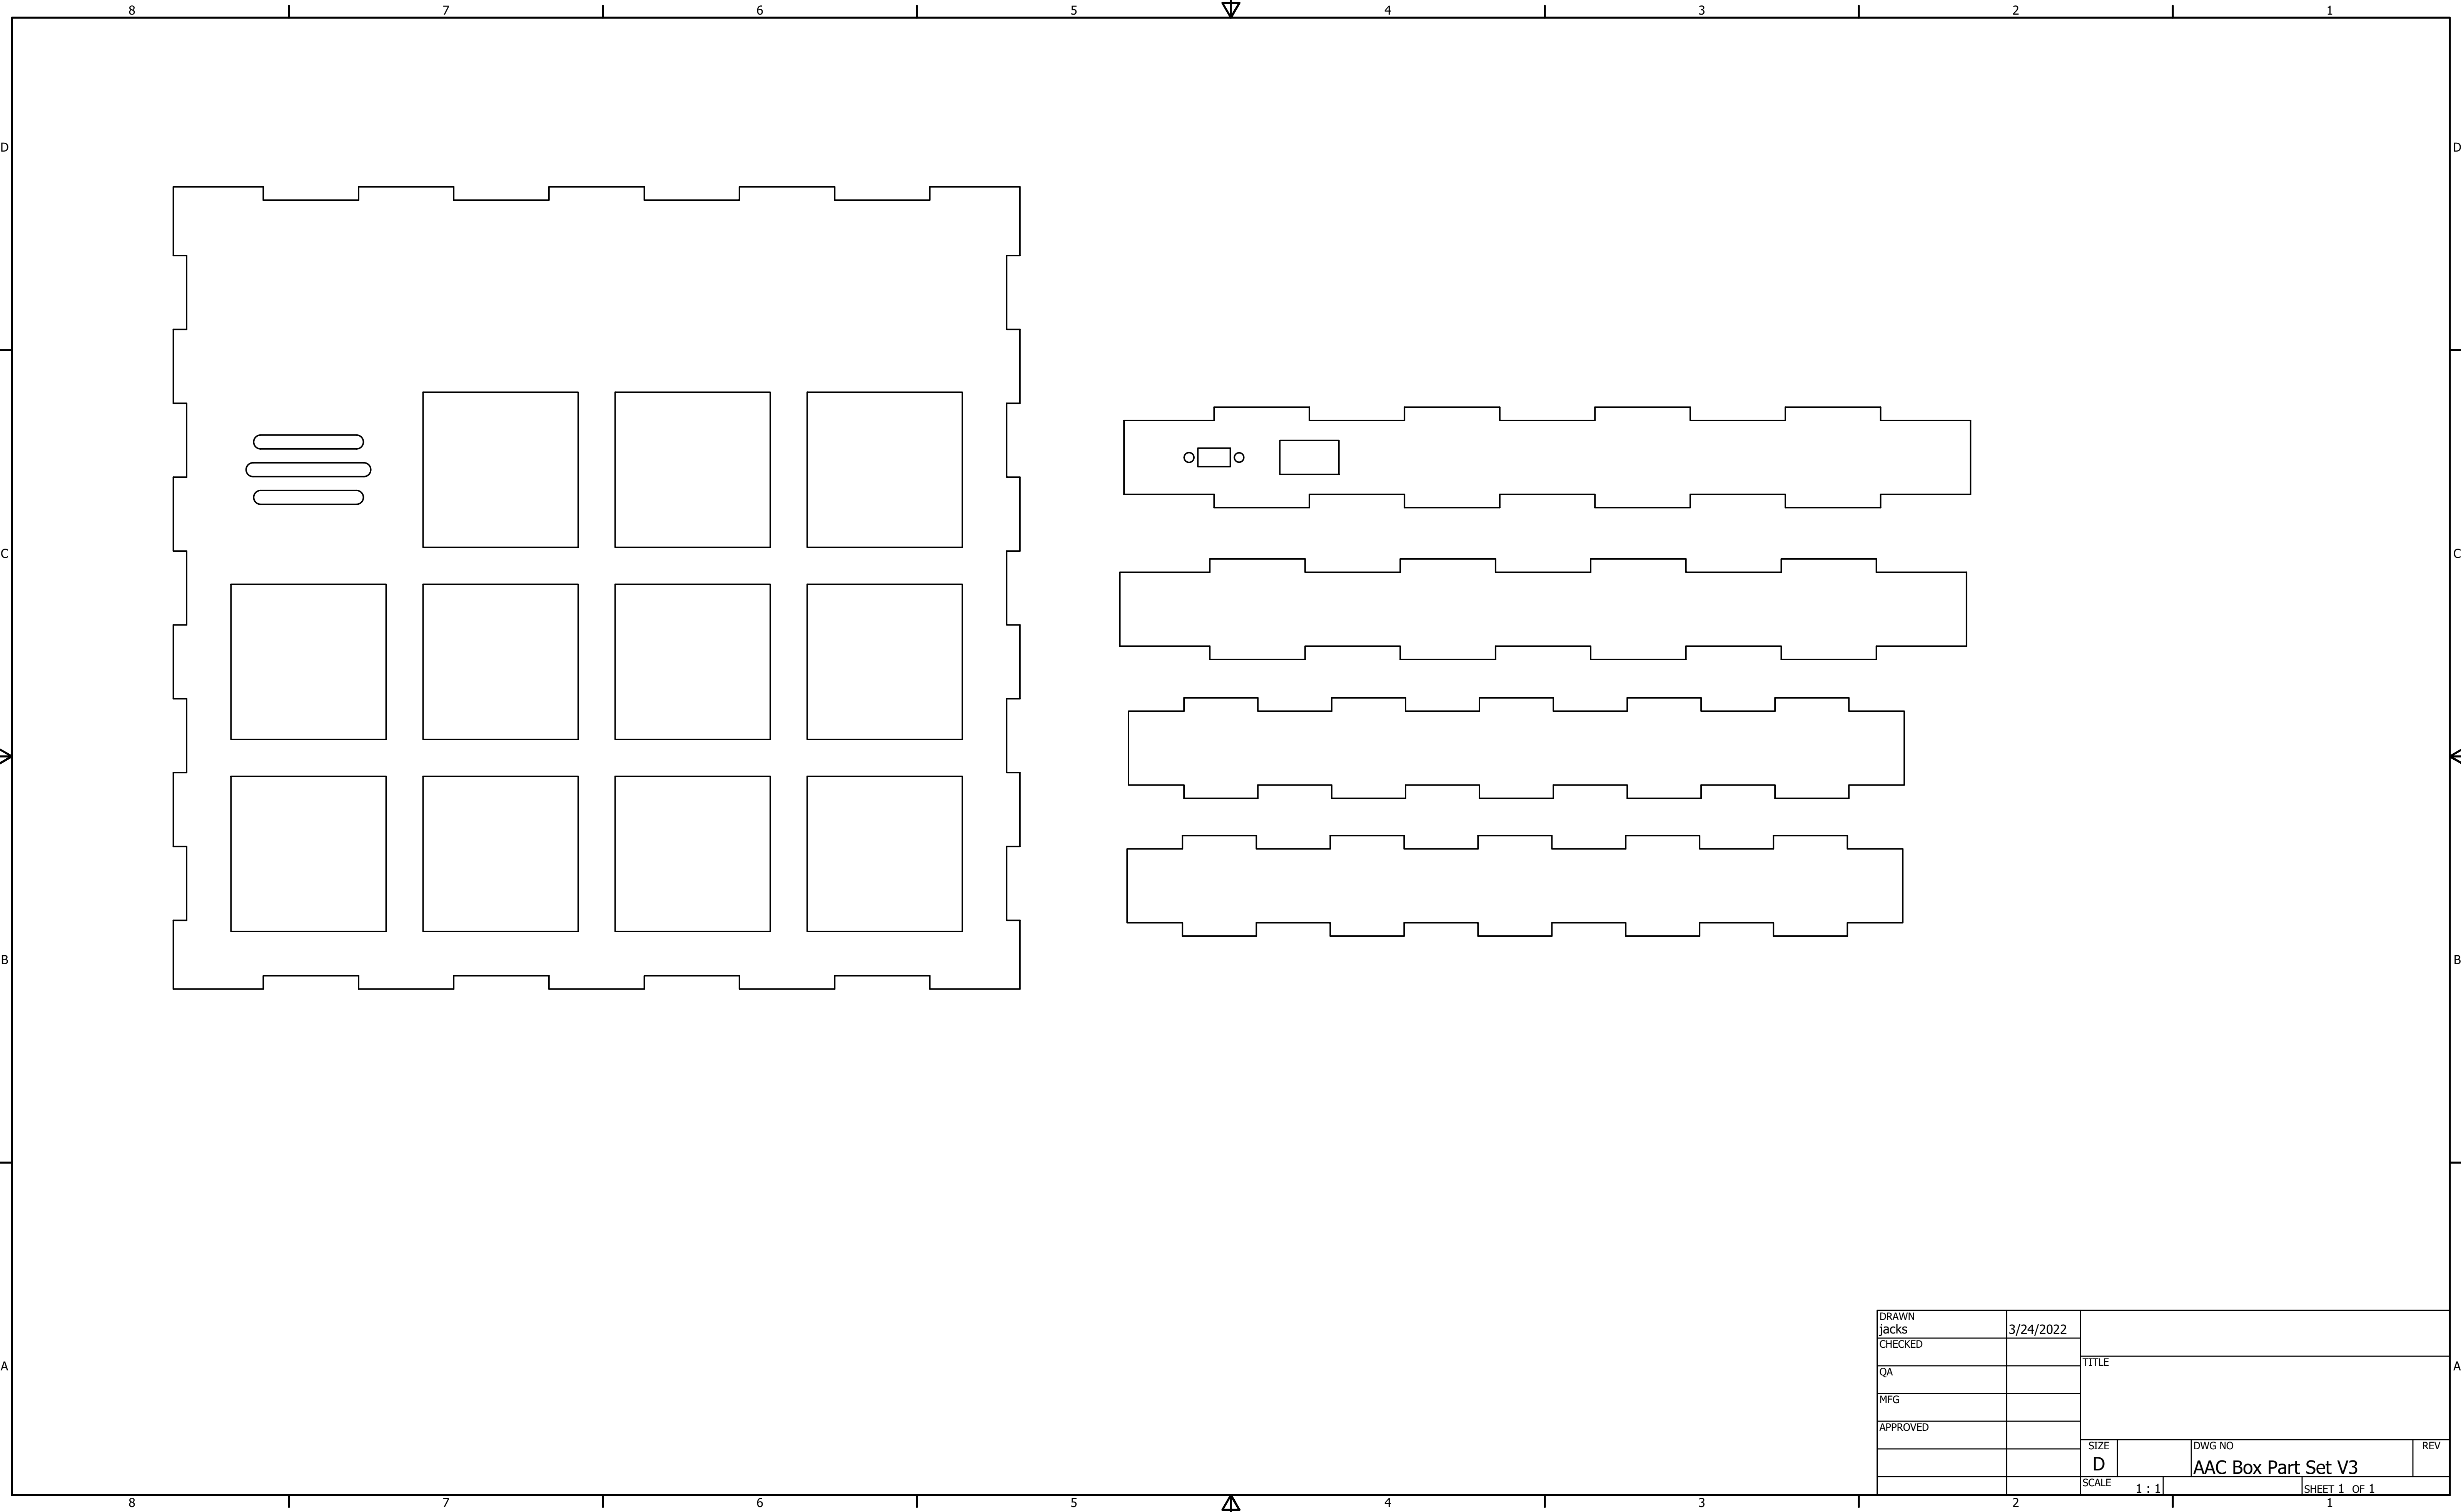 8 7 6 5 4 3 2 1
D D
C C
B B
A A
DRAWN
jacks 3/24/2022
CHECKED
QA
MFG
APPROVED
TITLE
SIZE
D
DWG NO
AAC Box Part Set V3
REV
SCALE 1 : 1
SHEET 1 OF 1
8 7 6 5 4 3 2 1